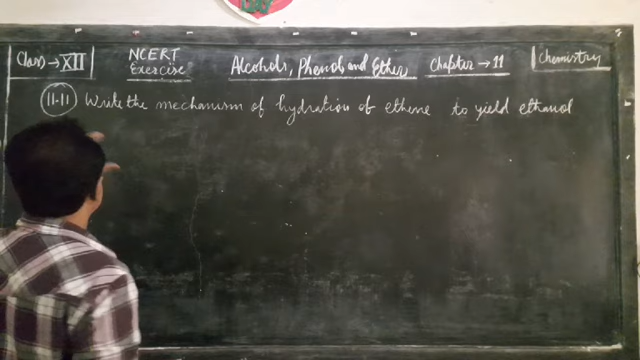 Class → XII
NCERT
Exercise
Alcohols, Phenols and Ether
Chapter → 11
Chemistry
11.11 Write the mechanism of hydration of ethene to yield ethanol